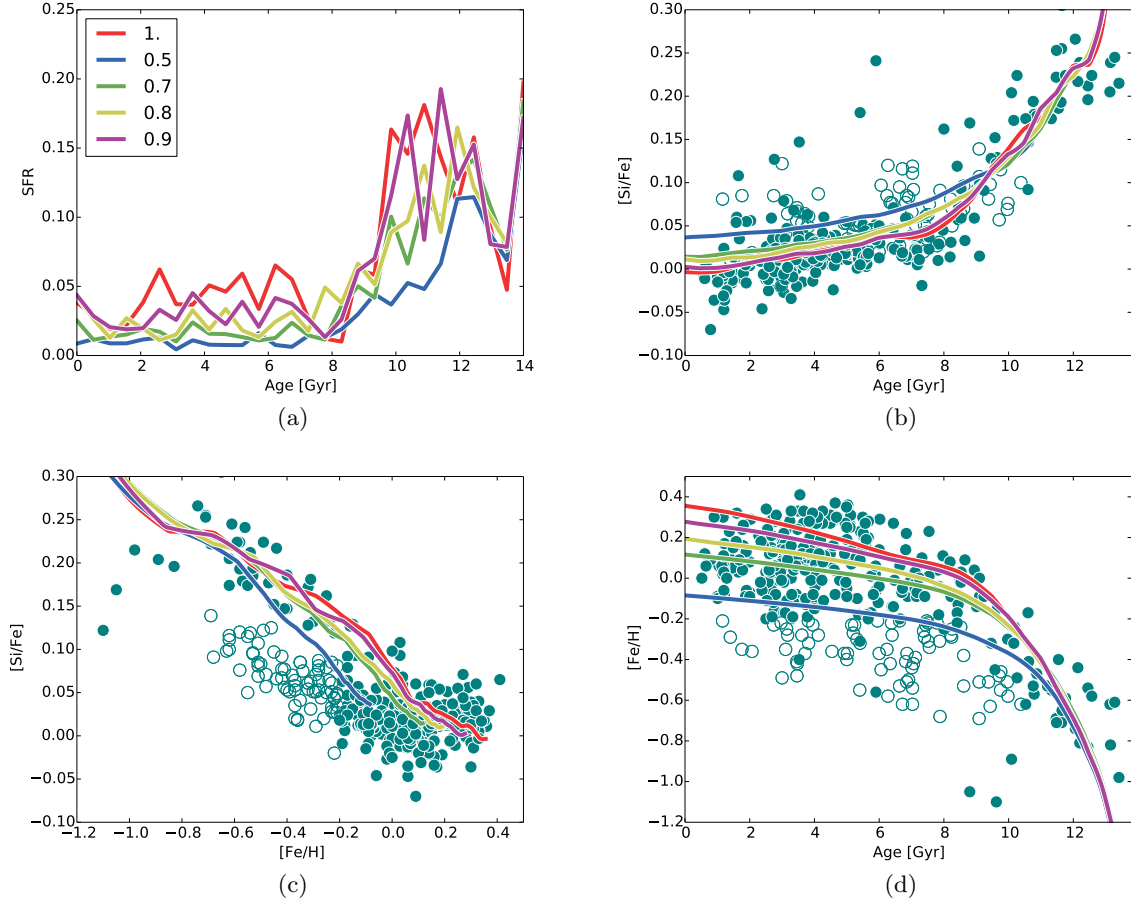 0.25
0.20
0.15
0.10
0.05
0.00
SFR
1.
0.5
0.7
0.8
0.9
0 2 4 6 8 10 12 14
Age [Gyr]
(a)
0.30
0.25
0.20
0.15
0.10
0.05
0.00
−0.05
−0.10
[Si/Fe]
0 2 4 6 8 10 12
Age [Gyr]
(b)
0.30
0.25
0.20
0.15
0.10
0.05
0.00
−0.05
−0.10
[Si/Fe]
−1.2 −1.0 −0.8 −0.6 −0.4 −0.2 0.0 0.2 0.4
[Fe/H]
(c)
0.4
0.2
0.0
−0.2
−0.4
−0.6
−0.8
−1.0
−1.2
[Fe/H]
0 2 4 6 8 10 12
Age [Gyr]
(d)